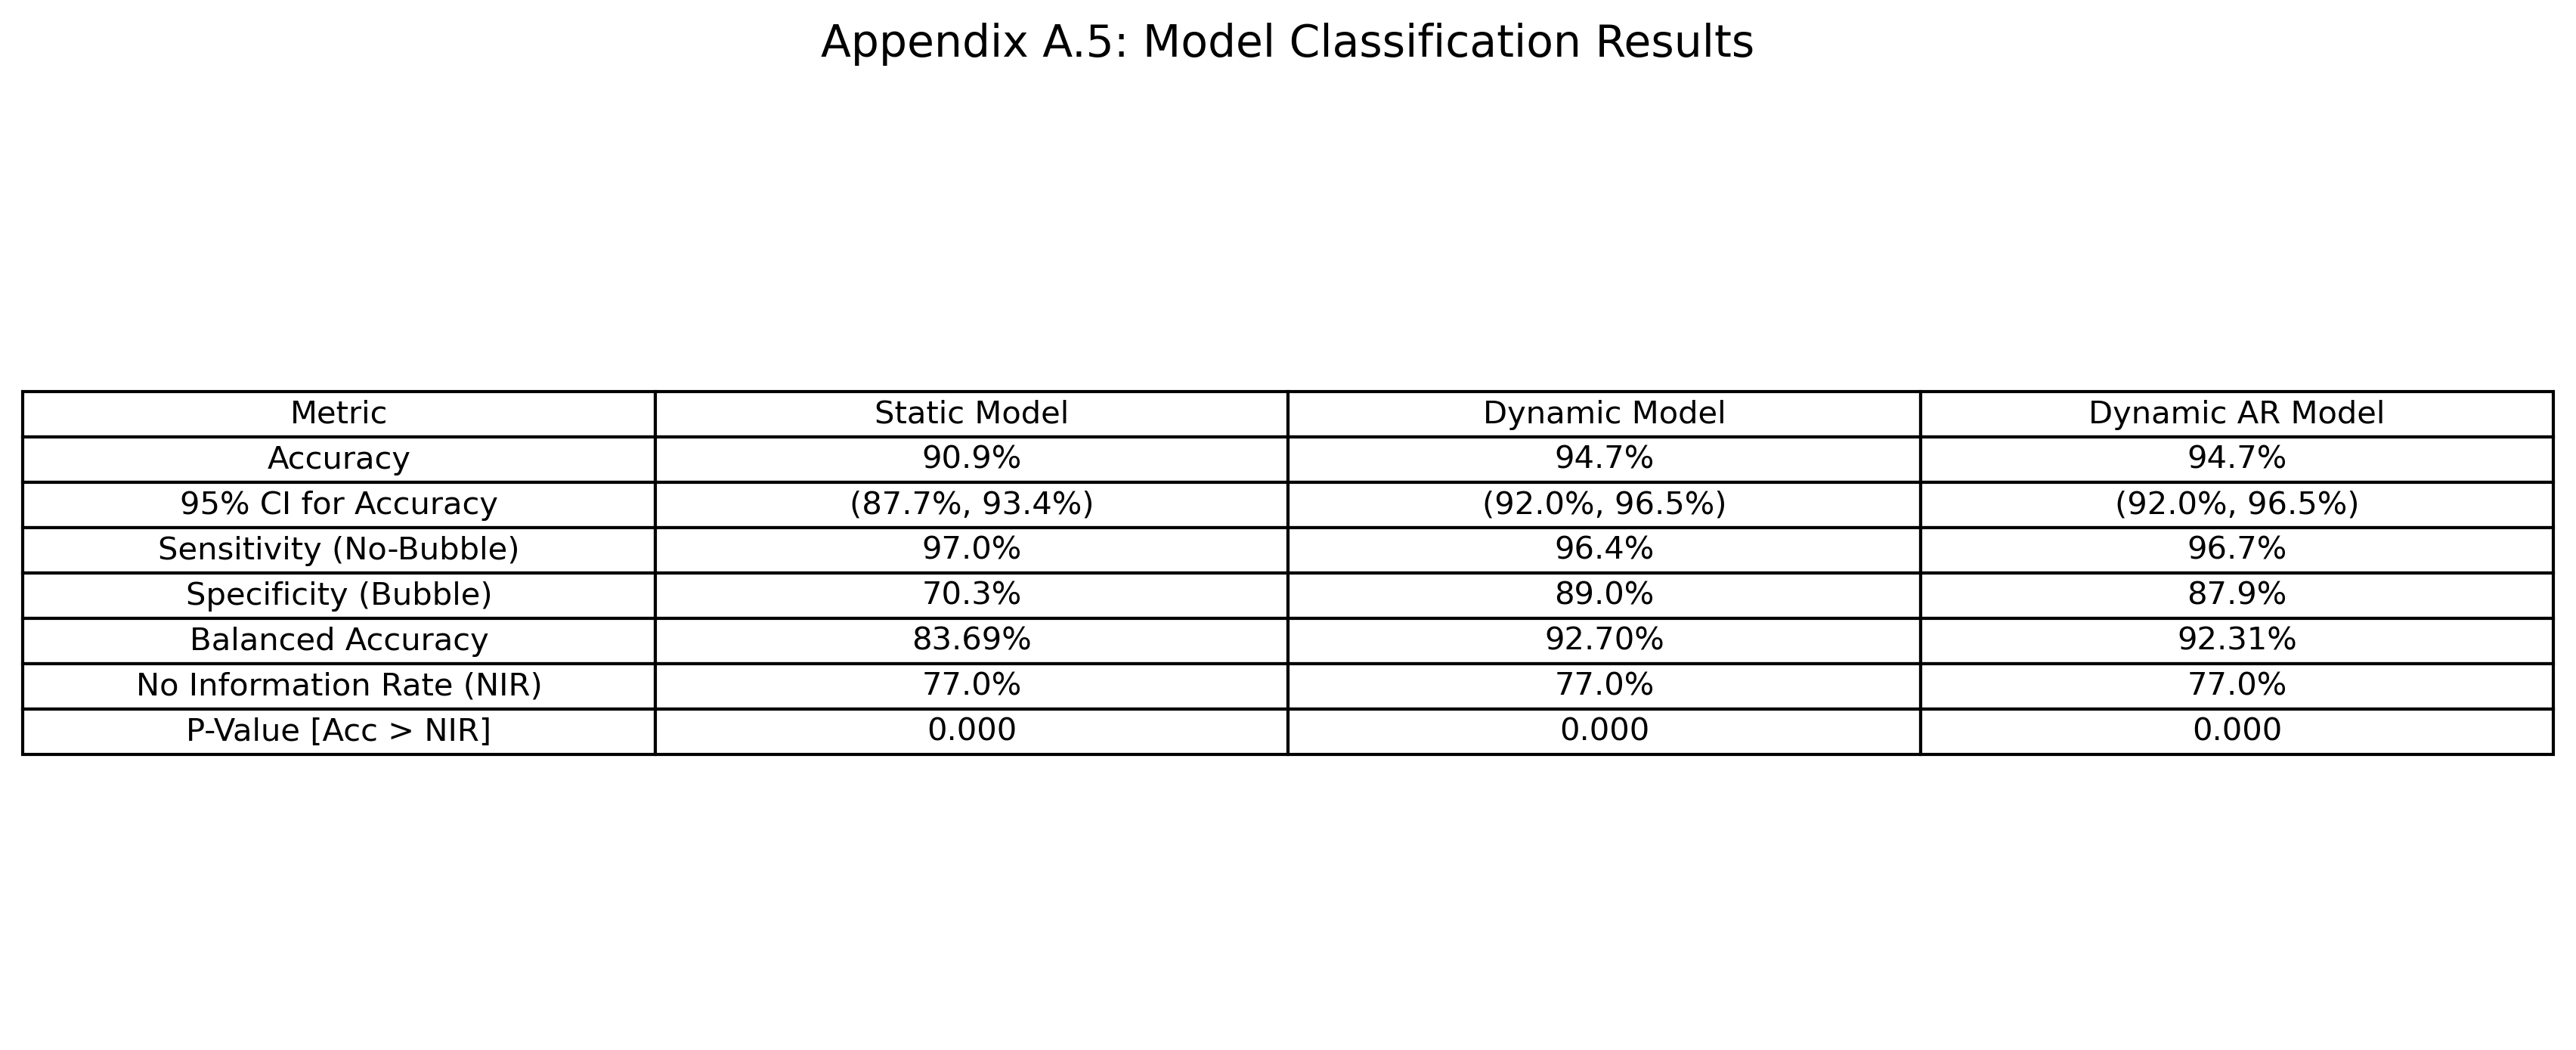 Appendix A.5: Model Classification Results
Metric Static Model Dynamic Model Dynamic AR Model
Accuracy 90.9% 94.7% 94.7%
95% CI for Accuracy (87.7%, 93.4%) (92.0%, 96.5%) (92.0%, 96.5%)
Sensitivity (No-Bubble) 97.0% 96.4% 96.7%
Specificity (Bubble) 70.3% 89.0% 87.9%
Balanced Accuracy 83.69% 92.70% 92.31%
No Information Rate (NIR) 77.0% 77.0% 77.0%
P-Value [Acc > NIR] 0.000 0.000 0.000